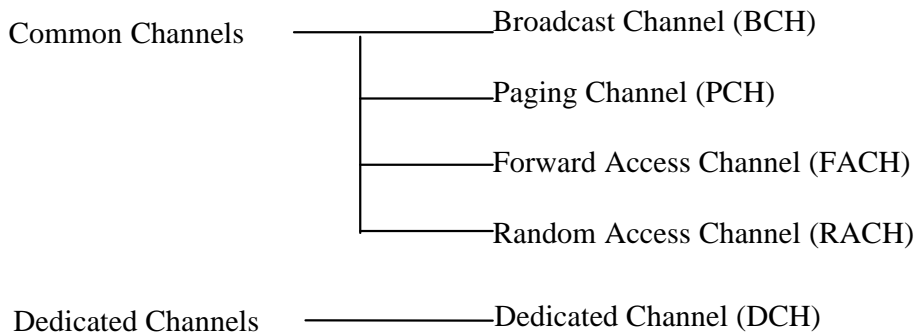 Common Channels
Broadcast Channel (BCH)
Paging Channel (PCH)
Forward Access Channel (FACH)
Random Access Channel (RACH)
Dedicated Channels
Dedicated Channel (DCH)